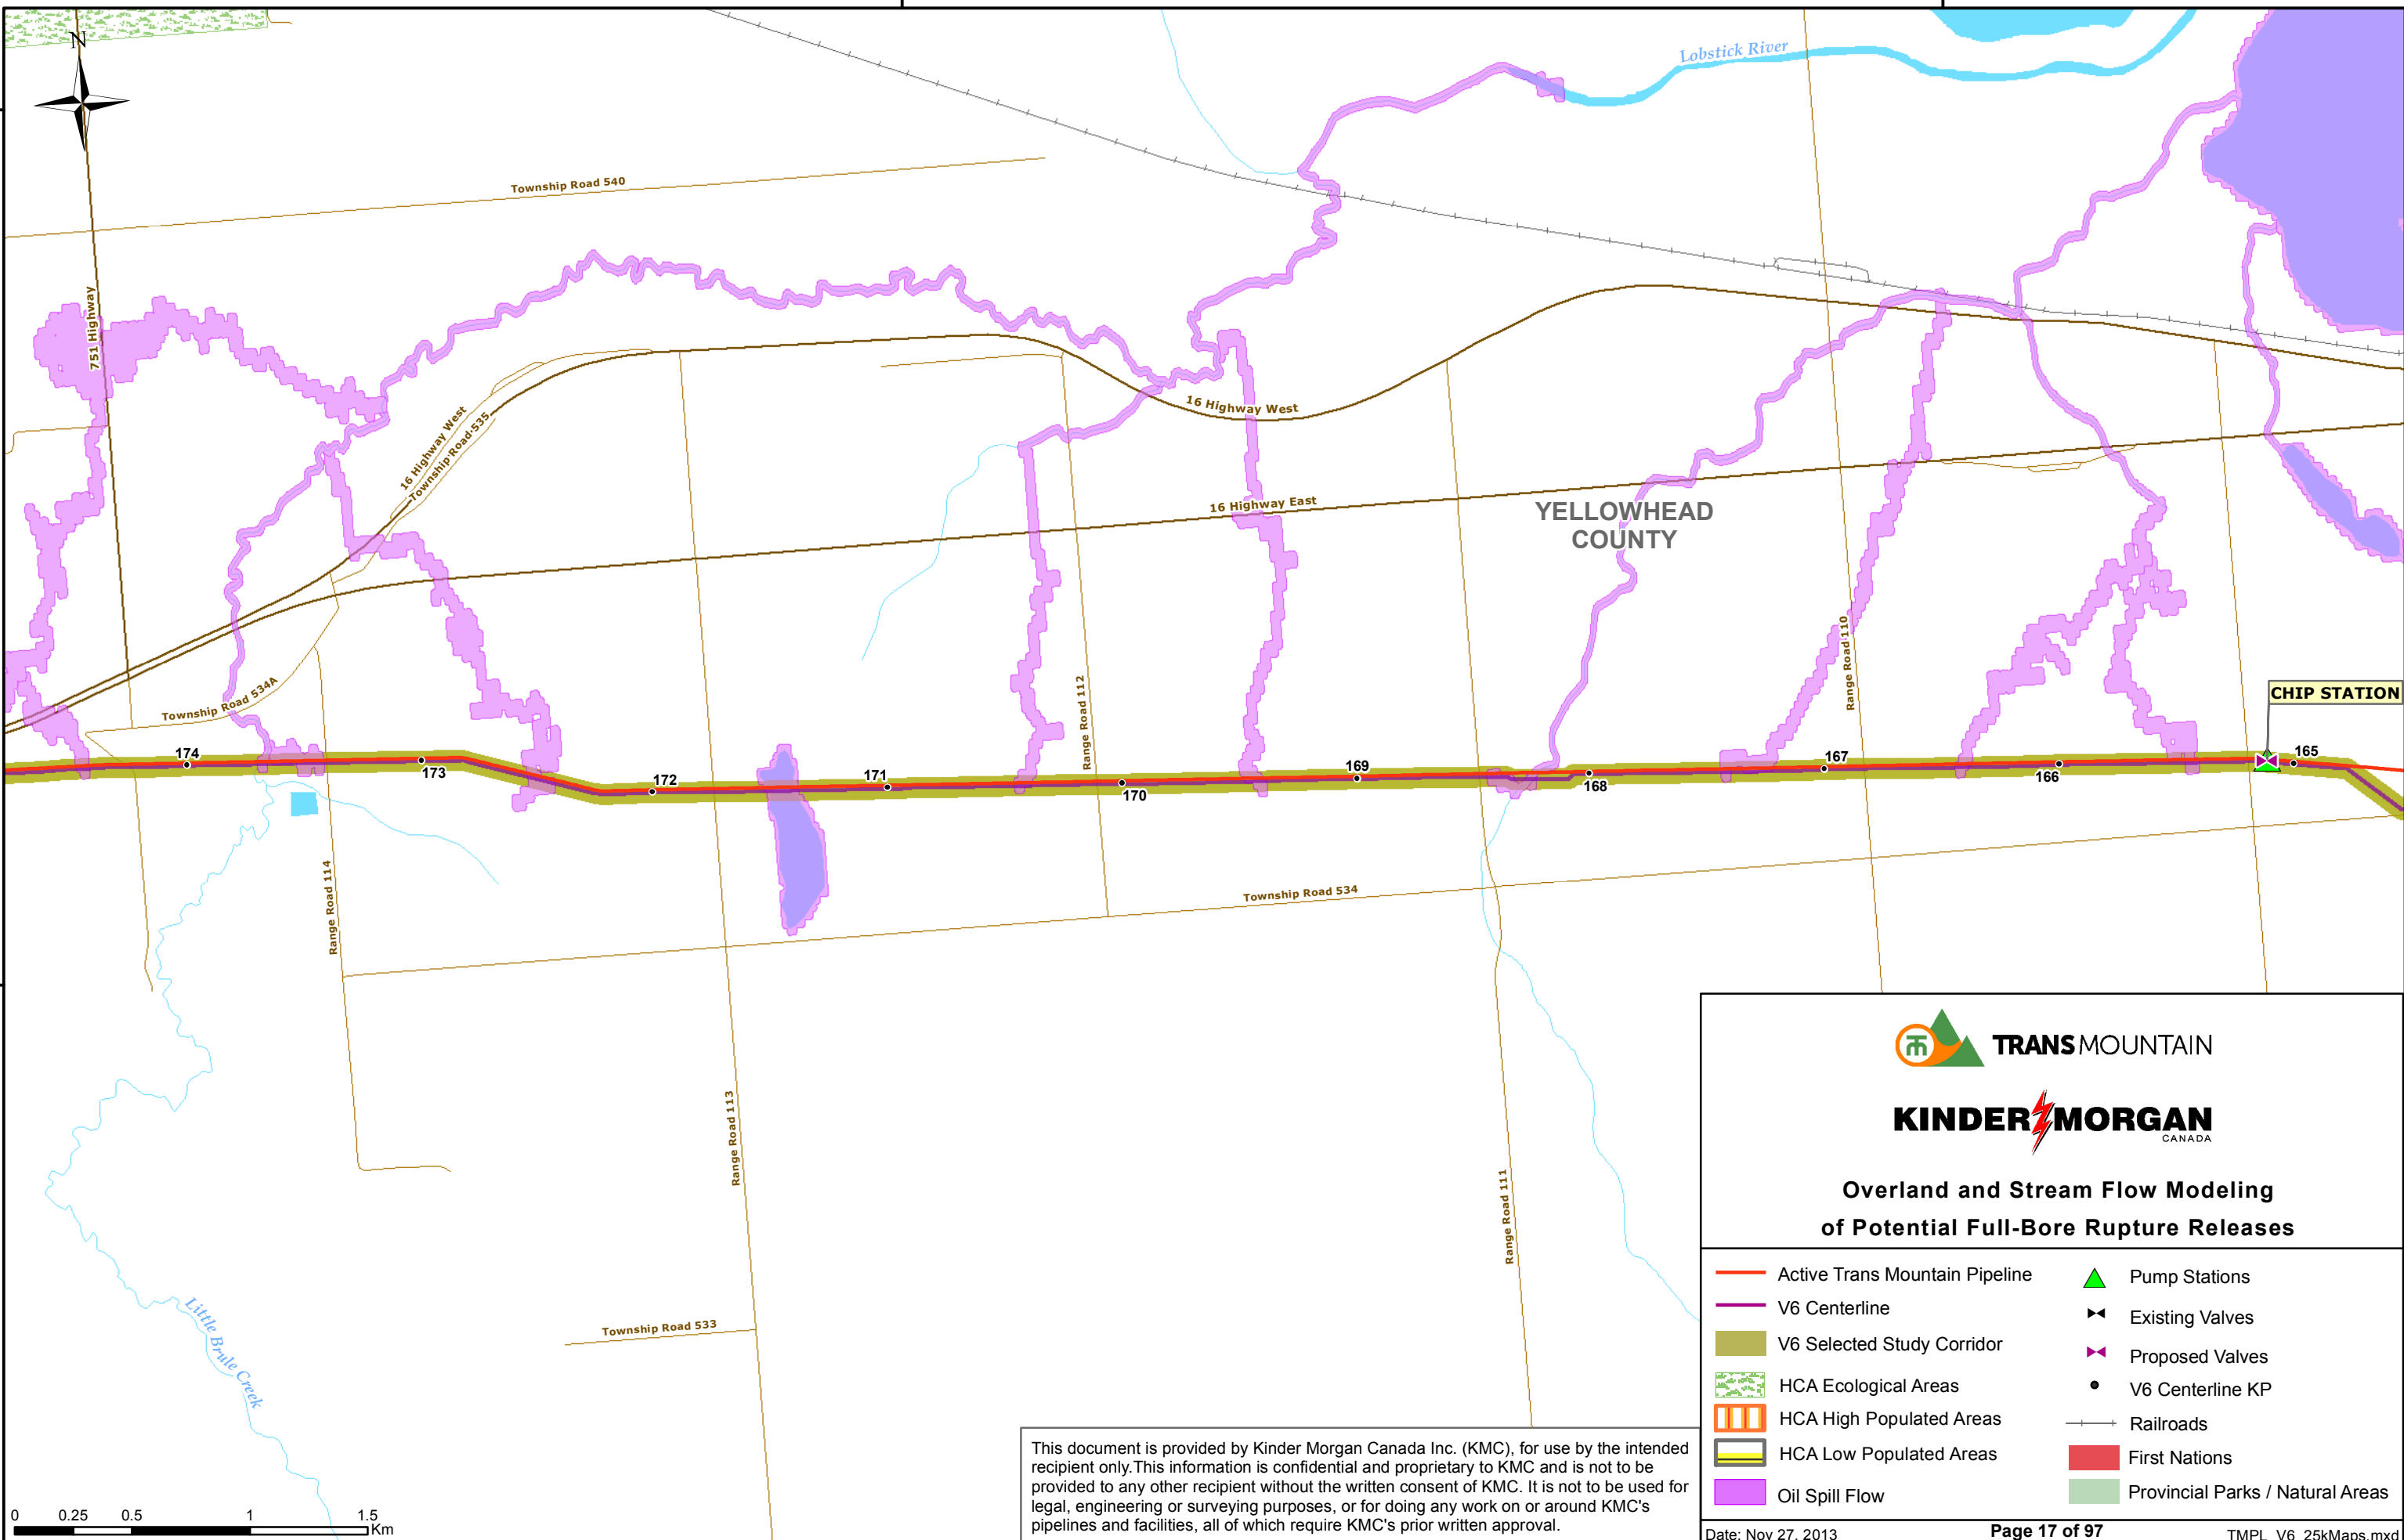 N
Lobstick River
Township Road 540
751 Highway
16 Highway West
16 Highway West
Township Road 535
16 Highway East
YELLOWHEAD
COUNTY
Range Road 110
Range Road 112
CHIP STATION
Township Road 534A
174
173
172
171
170
169
168
167
166
165
Range Road 114
Township Road 534
Range Road 113
Range Road 111
Little Brule Creek
Township Road 533
TRANSMOUNTAIN
KINDER MORGAN
CANADA
Overland and Stream Flow Modeling
of Potential Full-Bore Rupture Releases
Active Trans Mountain Pipeline
V6 Centerline
V6 Selected Study Corridor
HCA Ecological Areas
HCA High Populated Areas
HCA Low Populated Areas
Oil Spill Flow
Pump Stations
Existing Valves
Proposed Valves
V6 Centerline KP
Railroads
First Nations
Provincial Parks / Natural Areas
This document is provided by Kinder Morgan Canada Inc. (KMC), for use by the intended
recipient only.This information is confidential and proprietary to KMC and is not to be
provided to any other recipient without the written consent of KMC. It is not to be used for
legal, engineering or surveying purposes, or for doing any work on or around KMC's
pipelines and facilities, all of which require KMC's prior written approval.
0 0.25 0.5 1 1.5
Km
Date: Nov 27, 2013
Page 17 of 97
TMPL_V6_25kMaps.mxd